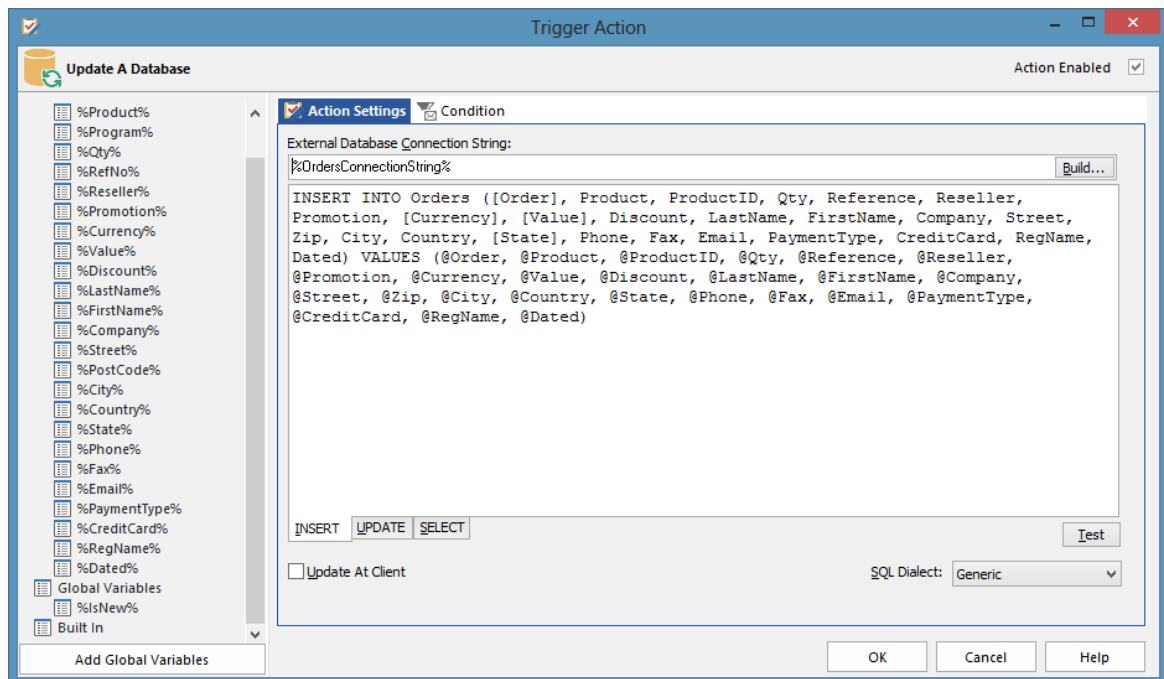 Trigger Action
Update A Database
Action Enabled
%Product%
%Program%
%Qty%
%RefNo%
%Reseller%
%Promotion%
%Currency%
%Value%
%Discount%
%LastName%
%FirstName%
%Company%
%Street%
%PostCode%
%City%
%Country%
%State%
%Phone%
%Fax%
%Email%
%PaymentType%
%CreditCard%
%RegName%
%Dated%
Global Variables
%IsNew%
Built In
Add Global Variables
Action Settings
Condition
External Database Connection String:
%OrdersConnectionString%
Build...
INSERT INTO Orders ([Order], Product, ProductID, Qty, Reference, Reseller,
Promotion, [Currency], [Value], Discount, LastName, FirstName, Company, Street,
Zip, City, Country, [State], Phone, Fax, Email, PaymentType, CreditCard, RegName,
Dated) VALUES (@Order, @Product, @ProductID, @Qty, @Reference, @Reseller,
@Promotion, @Currency, @Value, @Discount, @LastName, @FirstName, @Company,
@Street, @Zip, @City, @Country, @State, @Phone, @Fax, @Email, @PaymentType,
@CreditCard, @RegName, @Dated)
INSERT
UPDATE
SELECT
Test
Update At Client
SQL Dialect:
Generic
OK
Cancel
Help